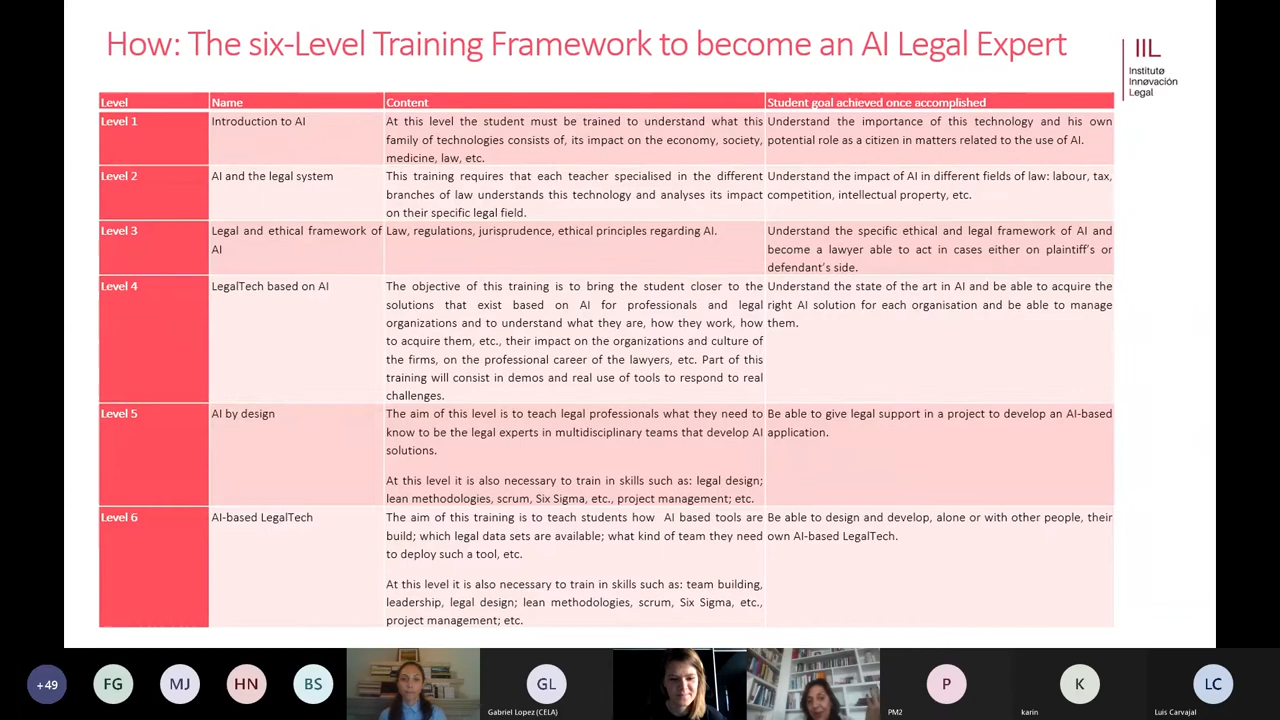 How: The six-Level Training Framework to become an AI Legal Expert
IIL
Institutø
Innøvación
Legal
Level Name Content Student goal achieved once accomplished
Level 1
Introduction to AI
At this level the student must be trained to understand what this
family of technologies consists of, its impact on the economy, society,
medicine, law, etc.
Understand the importance of this technology and his own
potential role as a citizen in matters related to the use of AI.
Level 2
AI and the legal system
This training requires that each teacher specialised in the different
branches of law understands this technology and analyses its impact
on their specific legal field.
Understand the impact of AI in different fields of law: labour, tax,
competition, intellectual property, etc.
Level 3
Legal and ethical framework of
AI
Law, regulations, jurisprudence, ethical principles regarding AI.
Understand the specific ethical and legal framework of AI and
become a lawyer able to act in cases either on plaintiff's or
defendant's side.
Level 4
LegalTech based on AI
The objective of this training is to bring the student closer to the
solutions that exist based on AI for professionals and legal
organizations and to understand what they are, how they work, how
to acquire them, etc., their impact on the organizations and culture of
the firms, on the professional career of the lawyers, etc. Part of this
training will consist in demos and real use of tools to respond to real
challenges.
Understand the state of the art in AI and be able to acquire the
right AI solution for each organisation and be able to manage
them.
Level 5
AI by design
The aim of this level is to teach legal professionals what they need to
know to be the legal experts in multidisciplinary teams that develop AI
solutions.
At this level it is also necessary to train in skills such as: legal design;
lean methodologies, scrum, Six Sigma, etc., project management; etc.
Be able to give legal support in a project to develop an AI-based
application.
Level 6
AI-based LegalTech
The aim of this training is to teach students how AI based tools are
build; which legal data sets are available; what kind of team they need
to deploy such a tool, etc.
At this level it is also necessary to train in skills such as: team building,
leadership, legal design; lean methodologies, scrum, Six Sigma, etc.,
project management; etc.
Be able to design and develop, alone or with other people, their
own AI-based LegalTech.
+49
FG
MJ
HN
BS
GL
Gabriel Lopez (CELA)
P
PM2
K
karin
LC
Luis Carvajal